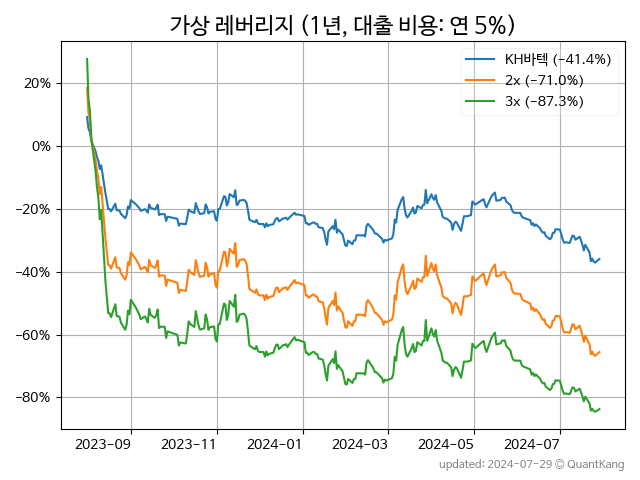 가상 레버리지 (1년, 대출 비용: 연 5%)
KH바텍 (−41.4%)
2x (−71.0%)
3x (−87.3%)
20%
0%
−20%
−40%
−60%
−80%
2023-09 2023-11 2024-01 2024-03 2024-05 2024-07
updated: 2024-07-29 © QuantKang